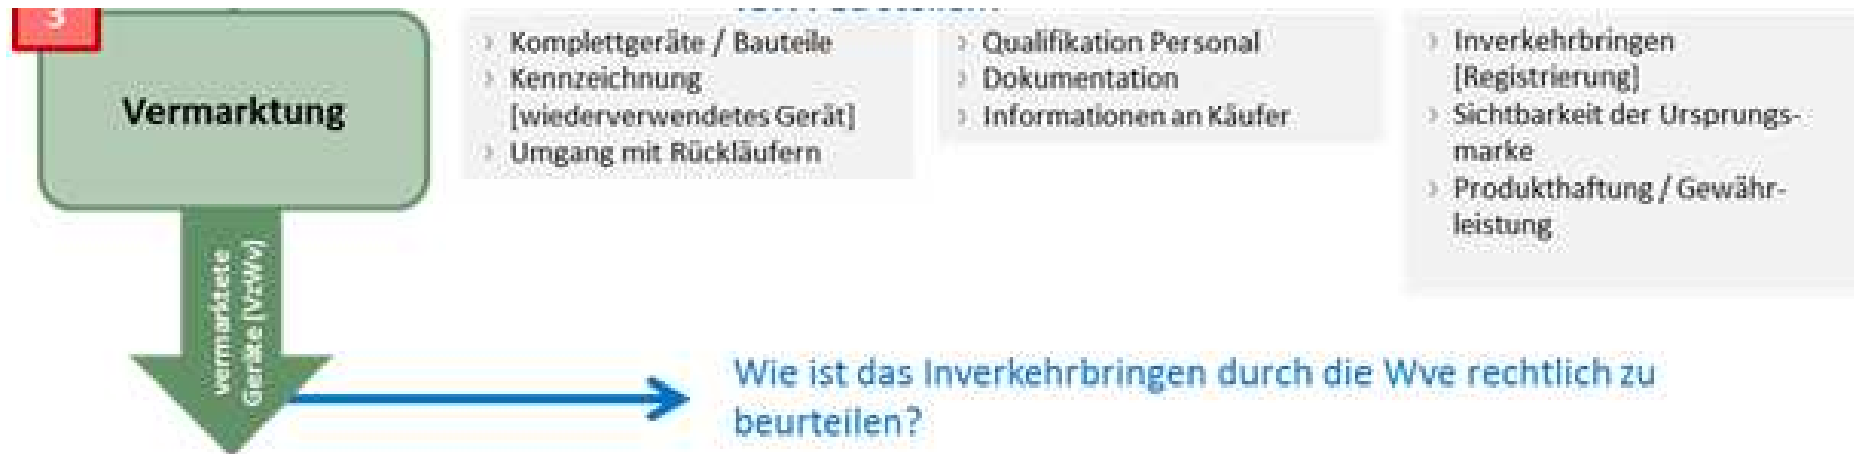 3
Vermarktung
› Komplettgeräte / Bauteile
› Kennzeichnung
[wiederverwendetes Gerät]
› Umgang mit Rückläufern
› Qualifikation Personal
› Dokumentation
› Informationen an Käufer
› Inverkehrbringen
[Registrierung]
› Sichtbarkeit der Ursprungs-
marke
› Produkthaftung / Gewähr-
leistung
vermarktete
Geräte (VzWv)
Wie ist das Inverkehrbringen durch die Wve rechtlich zu
beurteilen?